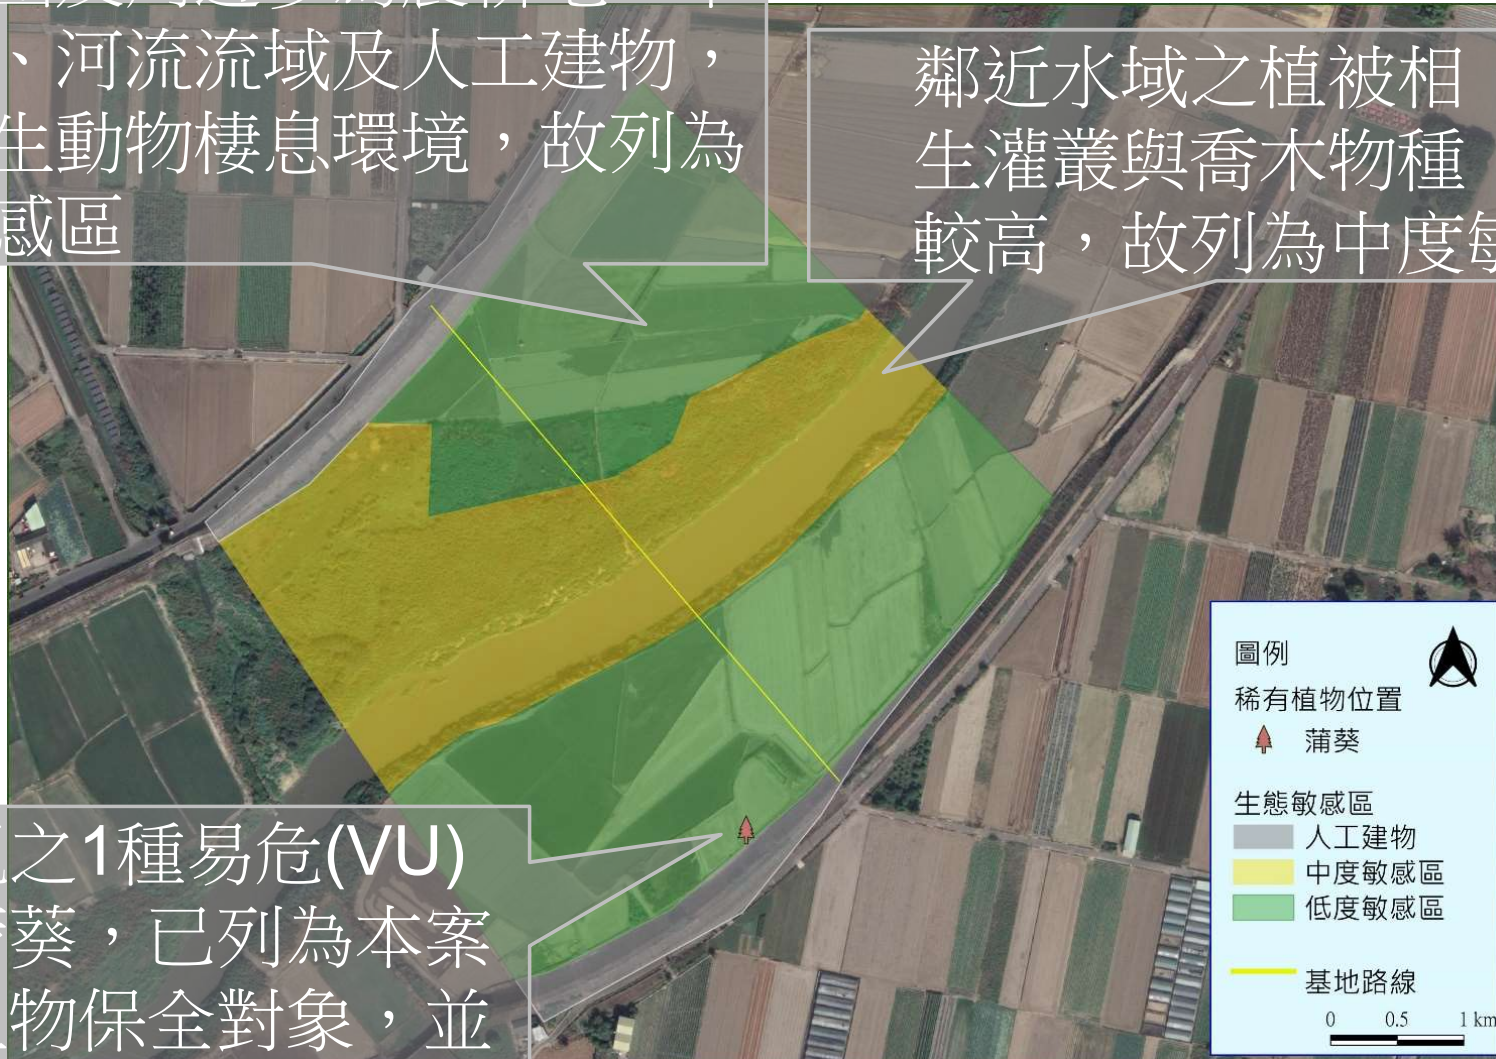 、河流流域及人工建物，
生動物棲息環境，故列為
感區
鄰近水域之植被相
生灌叢與喬木物種
較高，故列為中度敏
之1種易危(VU)
葵，已列為本案
物保全對象，並
圖例
稀有植物位置
蒲葵
生態敏感區
人工建物
中度敏感區
低度敏感區
基地路線
0 0.5 1 km